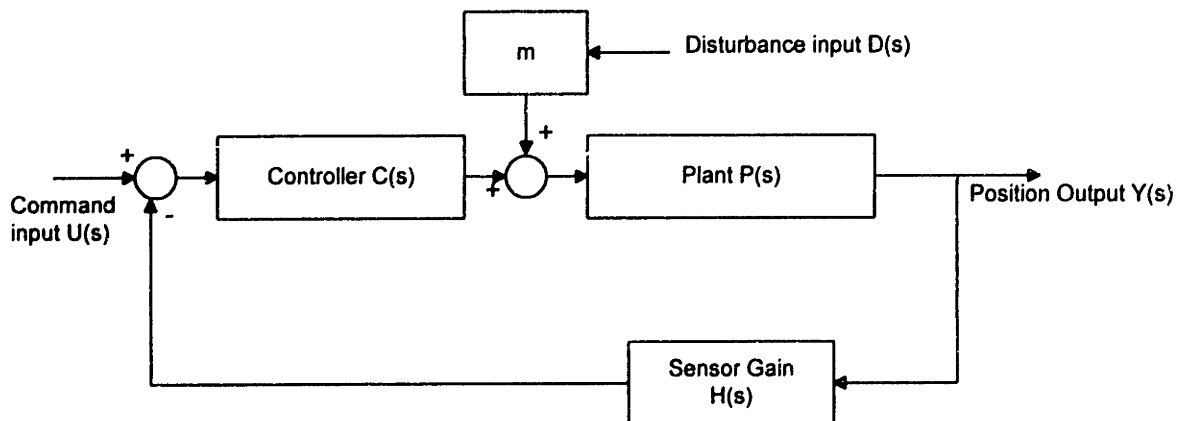 m
Disturbance input D(s)
+
+
Controller C(s)
+
Plant P(s)
Command
input U(s)
-
Position Output Y(s)
Sensor Gain
H(s)